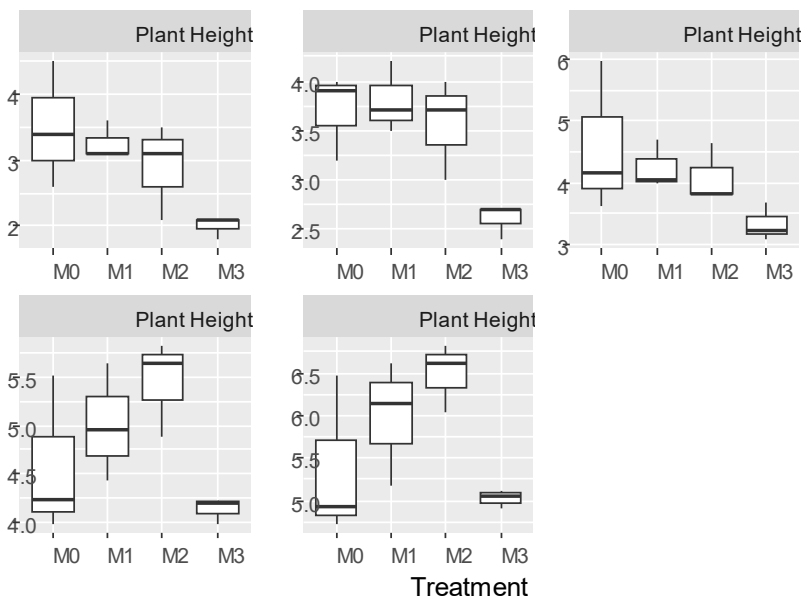 Plant Height Plant Height Plant Height
4 4.0 6
3 3.5 5
2 3.0 4
2.5 3
M0 M1 M2 M3 M0 M1 M2 M3 M0 M1 M2 M3
Plant Height Plant Height
5.5 6.5
5.0 6.0
4.5 5.5
4.0 5.0
M0 M1 M2 M3 M0 M1 M2 M3
Treatment